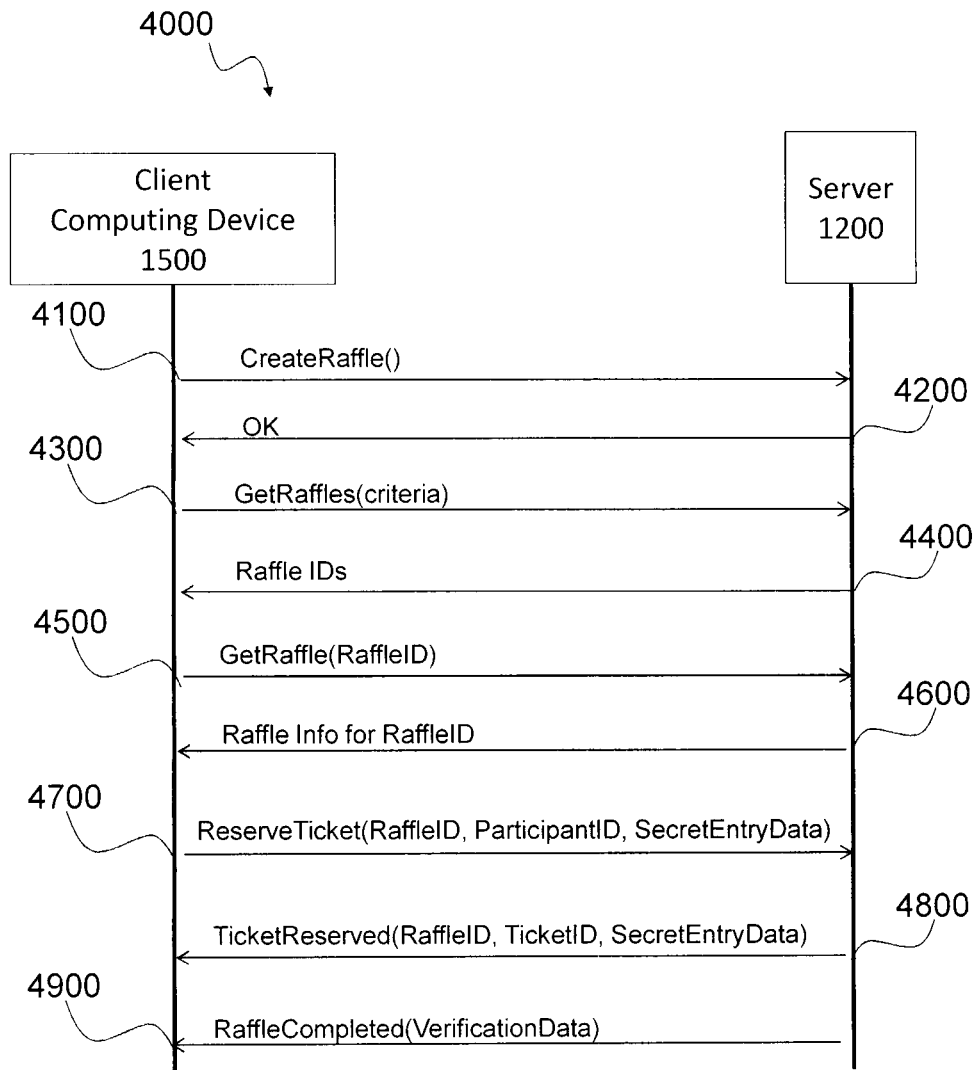 4000
Client
Computing Device
1500
Server
1200
4100
CreateRaffle()
4200
OK
4300
GetRaffles(criteria)
4400
Raffle IDs
4500
GetRaffle(RaffleID)
4600
Raffle Info for RaffleID
4700
ReserveTicket(RaffleID, ParticipantID, SecretEntryData)
4800
TicketReserved(RaffleID, TicketID, SecretEntryData)
4900
RaffleCompleted(VerificationData)